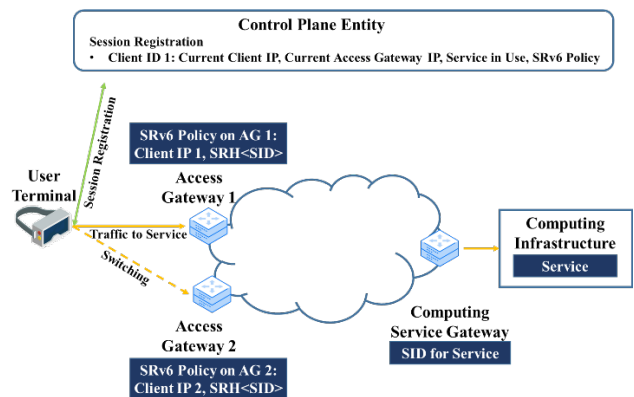 Control Plane Entity
Session Registration
• Client ID 1: Current Client IP, Current Access Gateway IP, Service in Use, SRv6 Policy
Session Registration
SRv6 Policy on AG 1:
Client IP 1, SRH<SID>
User
Terminal
Access
Gateway 1
Traffic to Service
Switching
Computing
Infrastructure
Service
Access
Gateway 2
Computing
Service Gateway
SID for Service
SRv6 Policy on AG 2:
Client IP 2, SRH<SID>